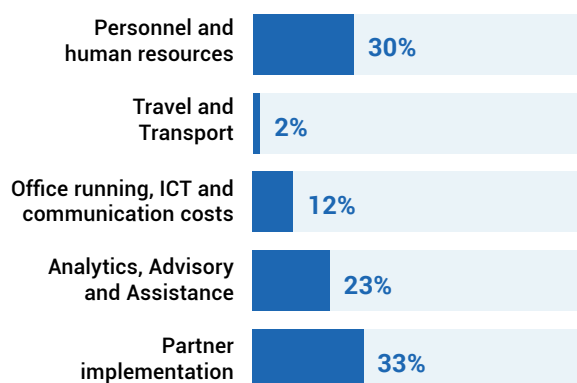 Personnel and
human resources
30%
Travel and
Transport
2%
Office running, ICT and
communication costs
12%
Analytics, Advisory
and Assistance
23%
Partner
implementation
33%